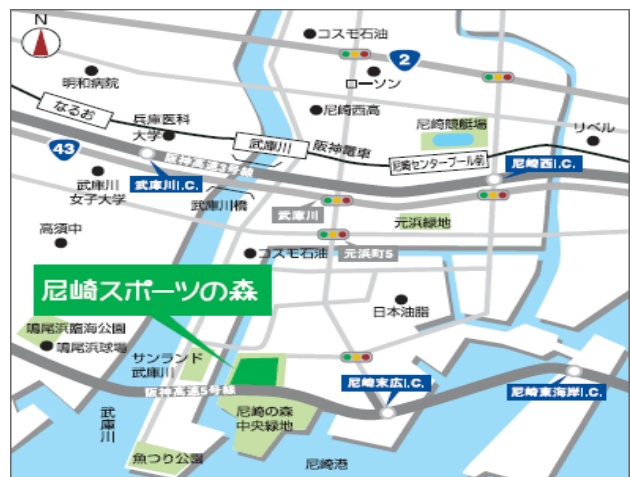 N
コスモ石油
2
ローソン
明和病院
なるお
兵庫医科
大学
尼崎西高
尼崎競艇場
リベル
武庫川
阪神電車
尼崎センタープール前
43
阪神高速3号線
武庫川I.C.
尼崎西I.C.
武庫川
女子大学
武庫川橋
武庫川
元浜緑地
高須中
コスモ石油
元浜町5
尼崎スポーツの森
日本油脂
鳴尾浜臨海公園
鳴尾浜球場
サンランド
武庫川
阪神高速5号線
尼崎末広I.C.
尼崎東海岸I.C.
武庫川
尼崎の森
中央緑地
魚つり公園
尼崎港